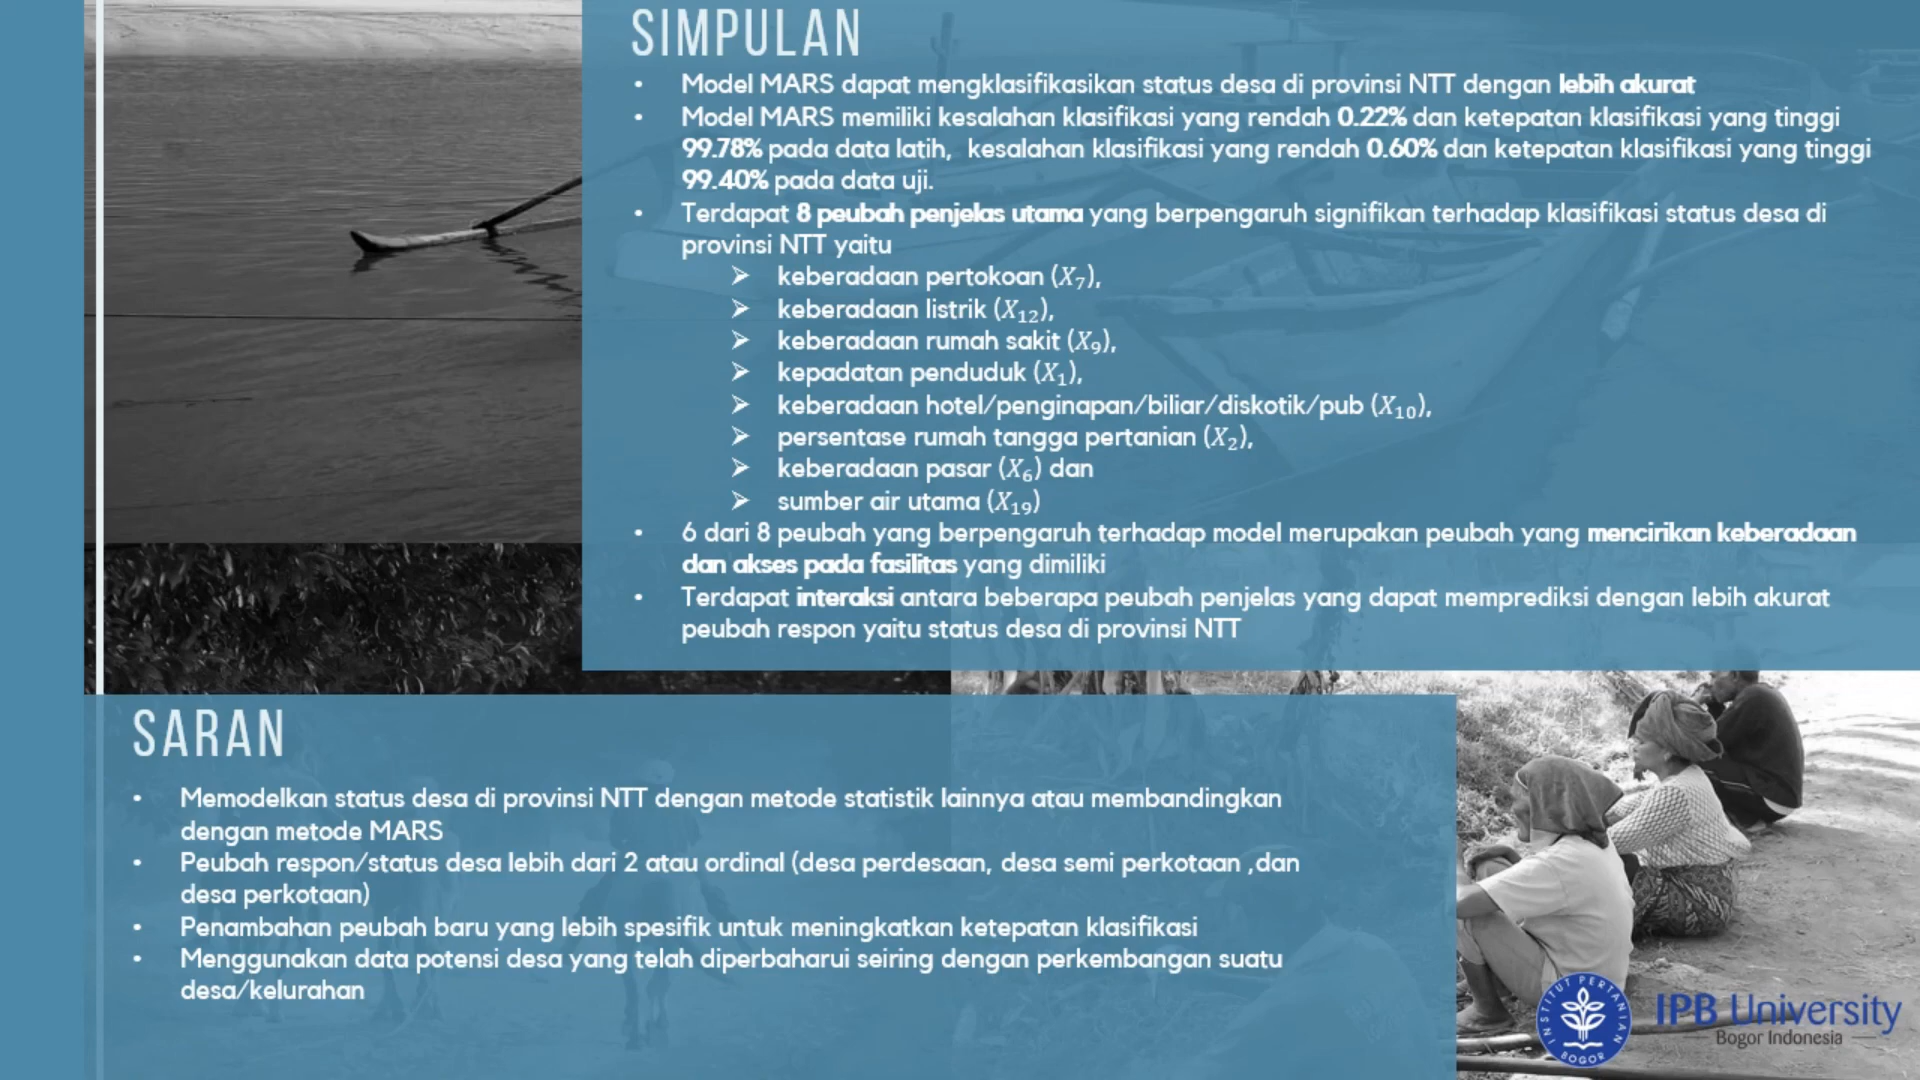 SIMPULAN
• Model MARS dapat mengklasifikasikan status desa di provinsi NTT dengan lebih akurat
• Model MARS memiliki kesalahan klasifikasi yang rendah 0.22% dan ketepatan klasifikasi yang tinggi
99.78% pada data latih, kesalahan klasifikasi yang rendah 0.60% dan ketepatan klasifikasi yang tinggi
99.40% pada data uji.
• Terdapat 8 peubah penjelas utama yang berpengaruh signifikan terhadap klasifikasi status desa di
provinsi NTT yaitu
➤ keberadaan pertokoan (X₇),
➤ keberadaan listrik (X₁₂),
➤ keberadaan rumah sakit (X₉),
➤ kepadatan penduduk (X₁),
➤ keberadaan hotel/penginapan/biliar/diskotik/pub (X₁₀),
➤ persentase rumah tangga pertanian (X₂),
➤ keberadaan pasar (X₆) dan
➤ sumber air utama (X₁₉)
• 6 dari 8 peubah yang berpengaruh terhadap model merupakan peubah yang mencirikan keberadaan
dan akses pada fasilitas yang dimiliki
• Terdapat interaksi antara beberapa peubah penjelas yang dapat memprediksi dengan lebih akurat
peubah respon yaitu status desa di provinsi NTT
SARAN
• Memodelkan status desa di provinsi NTT dengan metode statistik lainnya atau membandingkan
dengan metode MARS
• Peubah respon/status desa lebih dari 2 atau ordinal (desa perdesaan, desa semi perkotaan ,dan
desa perkotaan)
• Penambahan peubah baru yang lebih spesifik untuk meningkatkan ketepatan klasifikasi
• Menggunakan data potensi desa yang telah diperbaharui seiring dengan perkembangan suatu
desa/kelurahan
INSTITUT PERTANIAN
BOGOR
IPB University
Bogor Indonesia